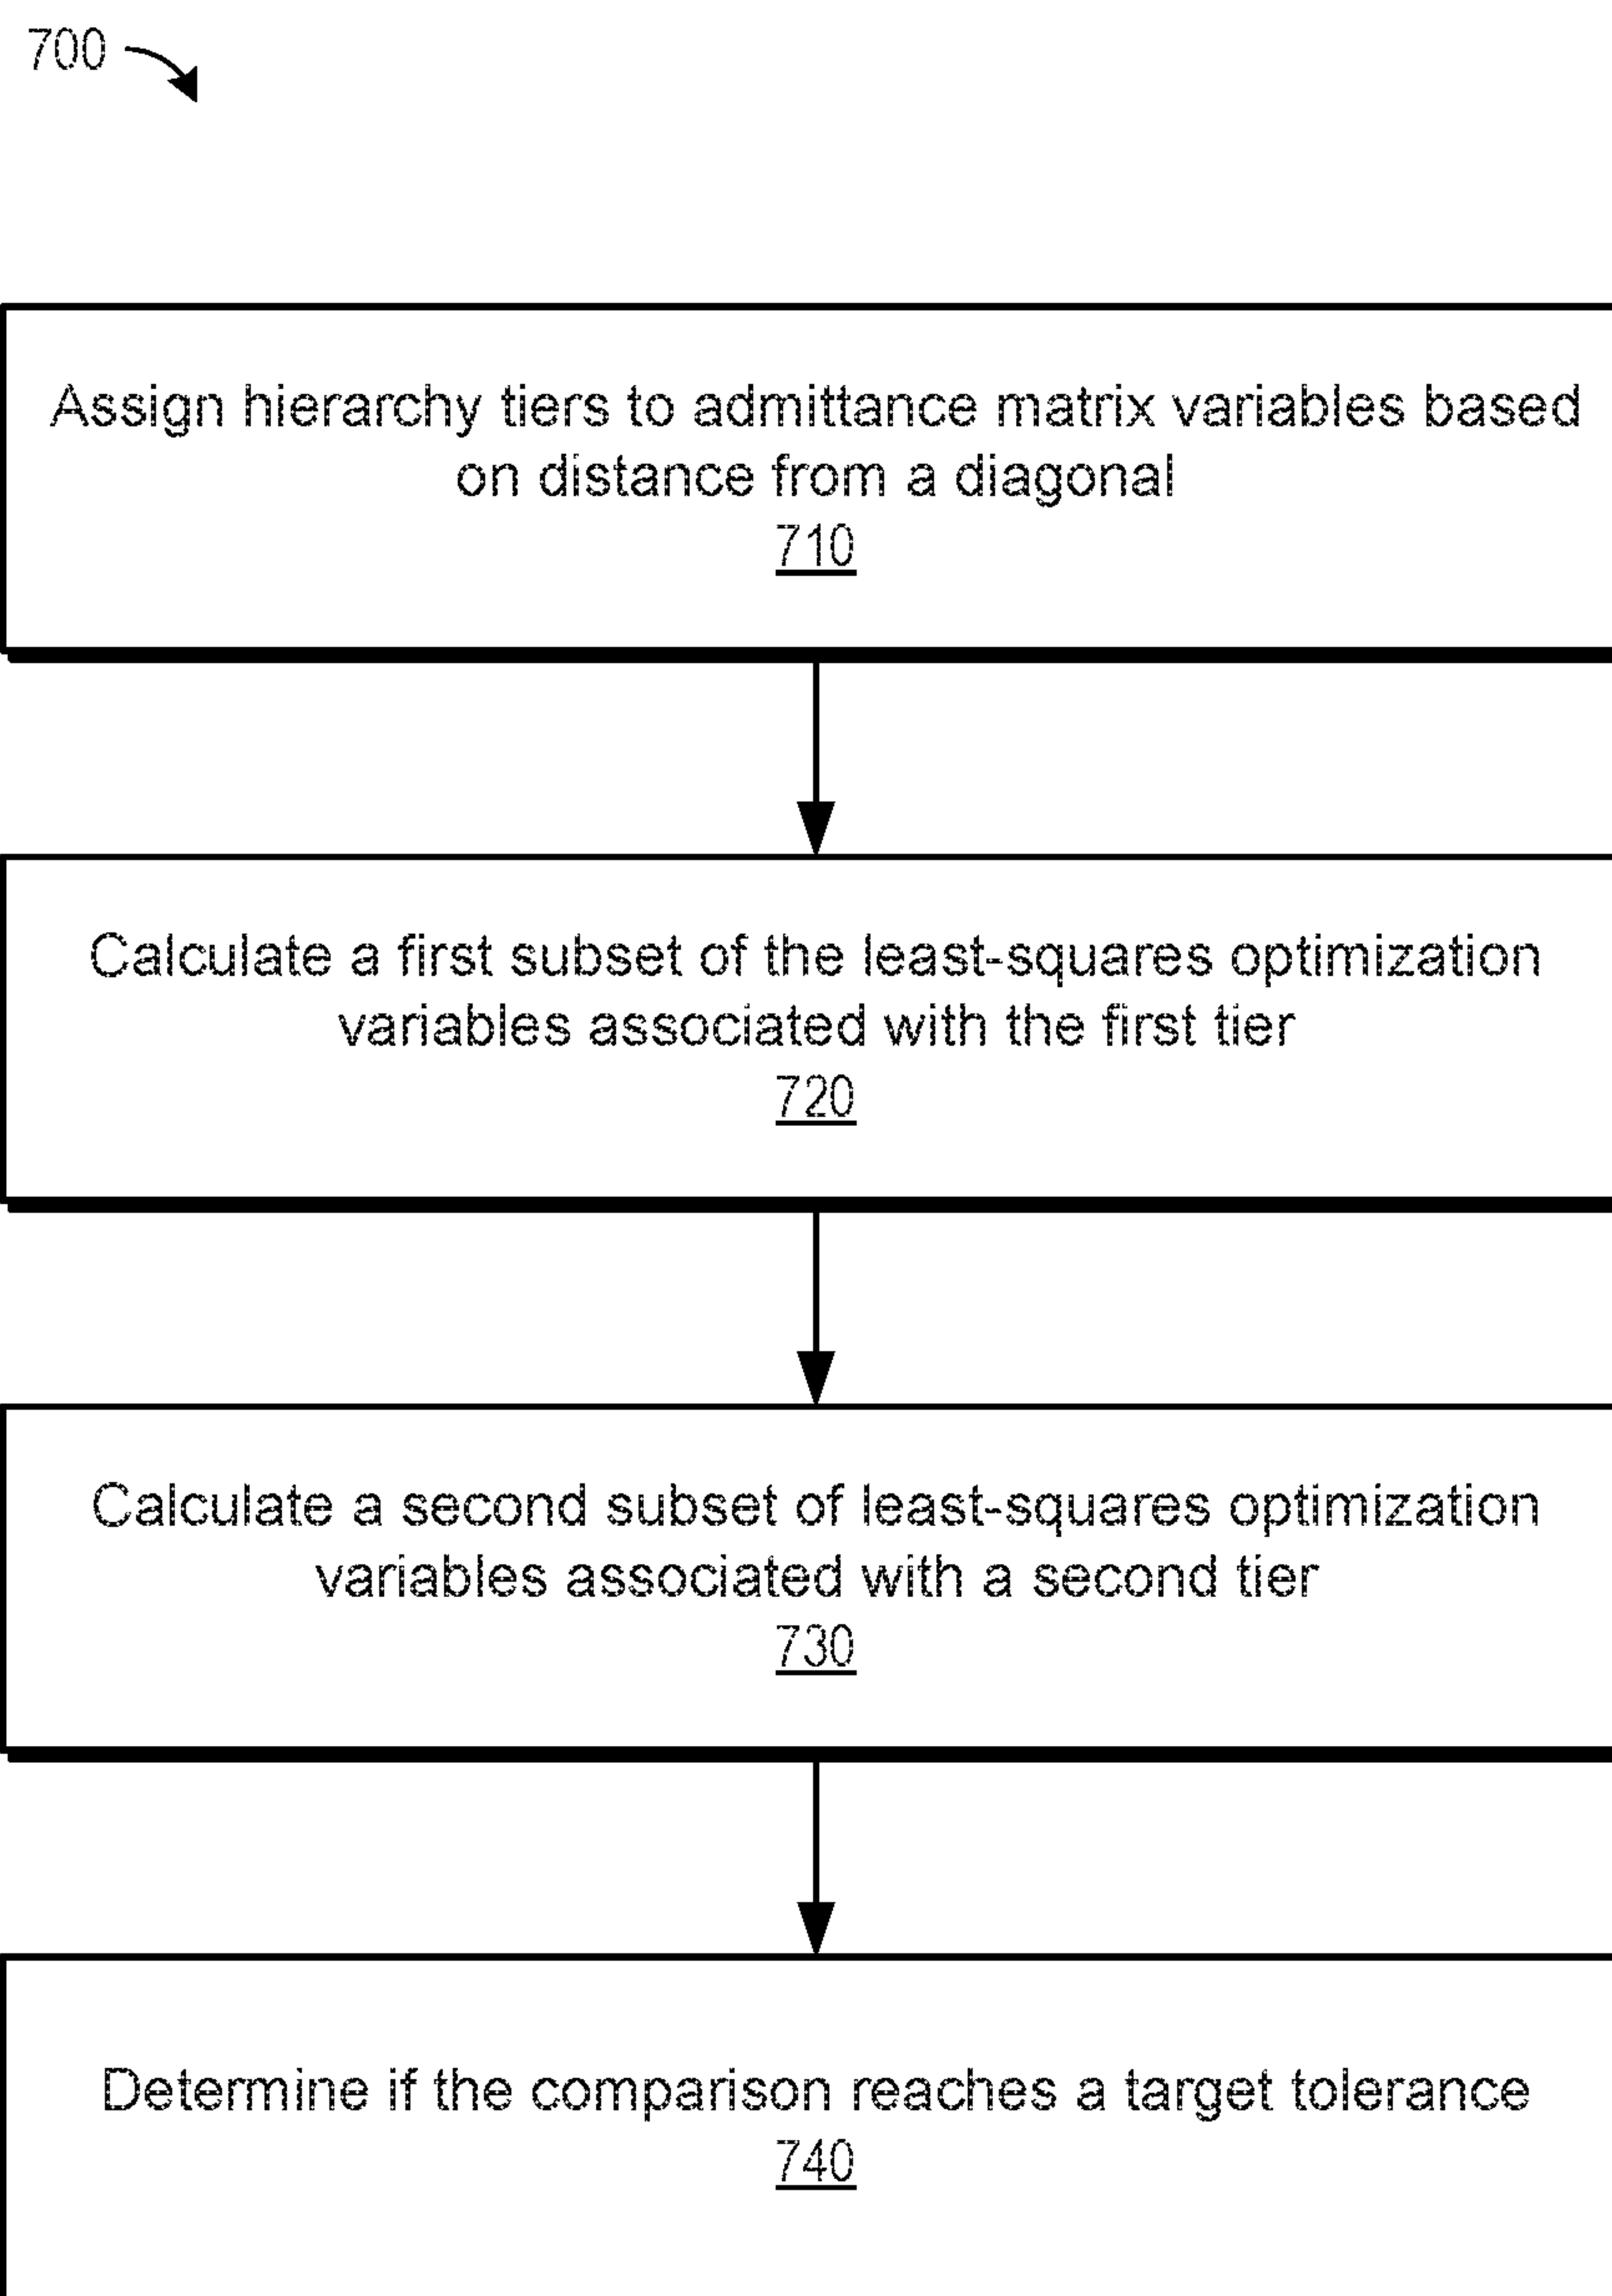 700
Assign hierarchy tiers to admittance matrix variables based
on distance from a diagonal
710
Calculate a first subset of the least-squares optimization
variables associated with the first tier
720
Calculate a second subset of least-squares optimization
variables associated with a second tier
730
Determine if the comparison reaches a target tolerance
740